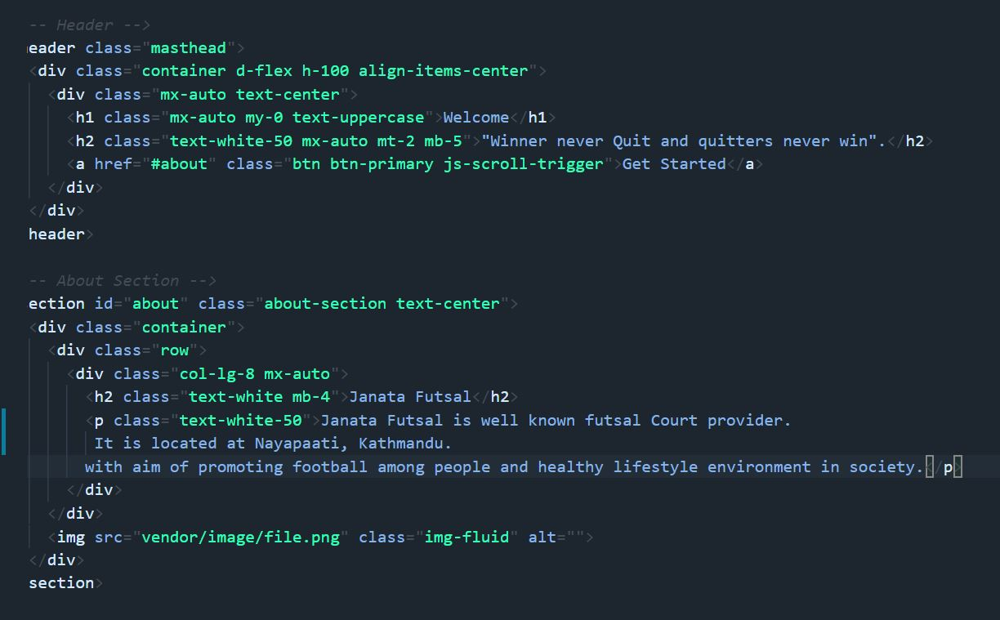 -- Header -->
eader class="masthead">
<div class="container d-flex h-100 align-items-center">
<div class="mx-auto text-center">
<h1 class="mx-auto my-0 text-uppercase">Welcome</h1>
<h2 class="text-white-50 mx-auto mt-2 mb-5">"Winner never Quit and quitters never win".</h2>
<a href="#about" class="btn btn-primary js-scroll-trigger">Get Started</a>
</div>
</div>
header>
-- About Section -->
ection id="about" class="about-section text-center">
<div class="container">
<div class="row">
<div class="col-lg-8 mx-auto">
<h2 class="text-white mb-4">Janata Futsal</h2>
<p class="text-white-50">Janata Futsal is well known futsal Court provider.
It is located at Nayapaati, Kathmandu.
with aim of promoting football among people and healthy lifestyle environment in society.</p>
</div>
</div>
<img src="vendor/image/file.png" class="img-fluid" alt="">
</div>
section>